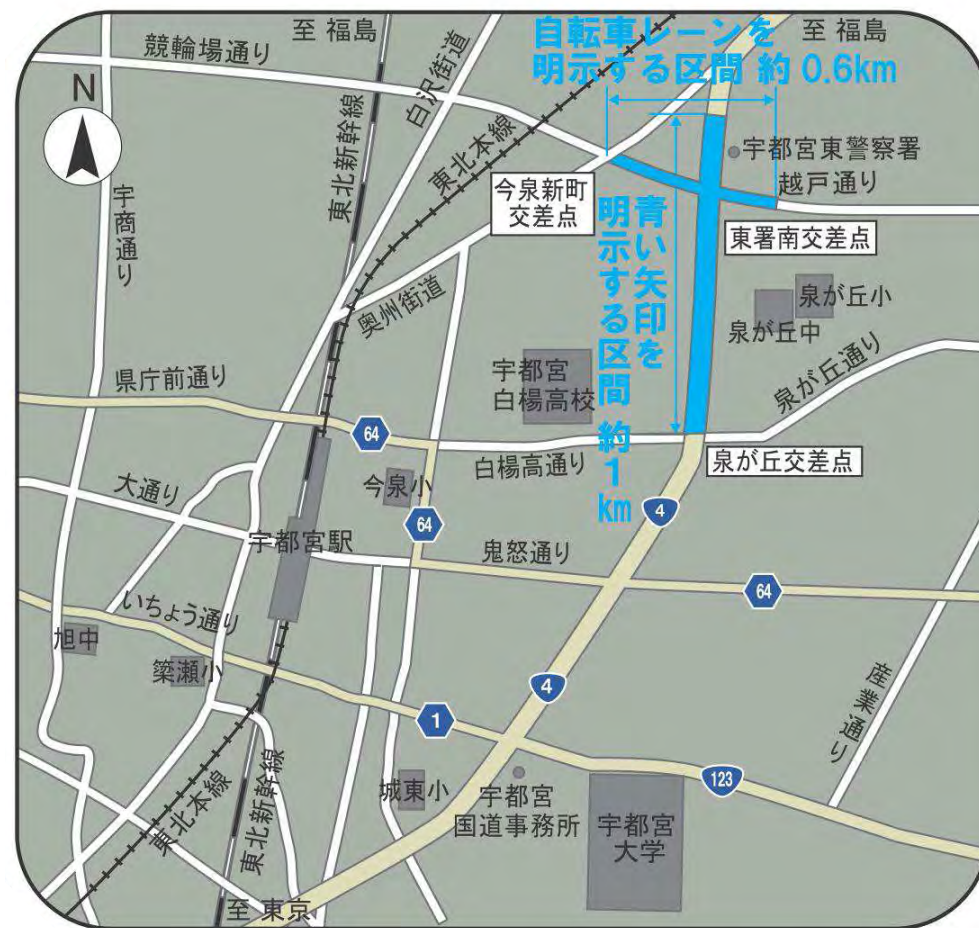 至 福島
自転車レーンを
明示する区間 約 0.6km
至 福島
競輪場通り
白沢街道
N
東北新幹線
東北本線
宇都宮東警察署
越戸通り
今泉新町
交差点
宇商通り
青い矢印を
明示する区間 約1km
東署南交差点
奥州街道
泉が丘小
泉が丘中
宇都宮
白楊高校
泉が丘通り
県庁前通り
64
白楊高通り
泉が丘交差点
大通り
今泉小
64
4
宇都宮駅
鬼怒通り
64
いちょう通り
旭中
簗瀬小
4
産業通り
1
123
東北本線
東北新幹線
城東小
宇都宮
国道事務所
宇都宮
大学
至 東京